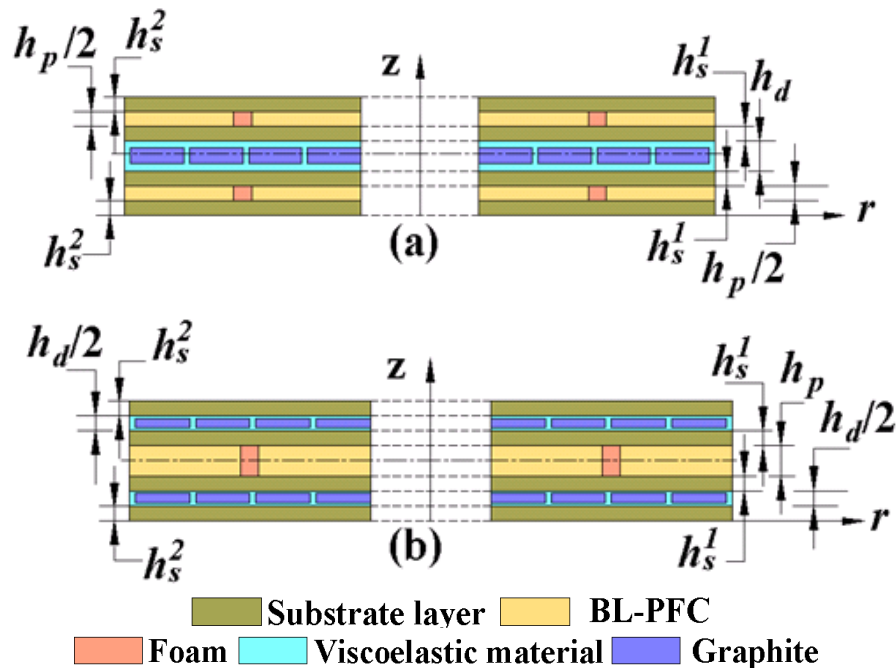 h_p/2 h_s^2 z h_s^1 h_d
r
h_s^2 (a) h_s^1 h_p/2
h_d/2 h_s^2 z h_s^1 h_p h_d/2
r
h_s^2 (b) h_s^1
Substrate layer BL-PFC
Foam Viscoelastic material Graphite